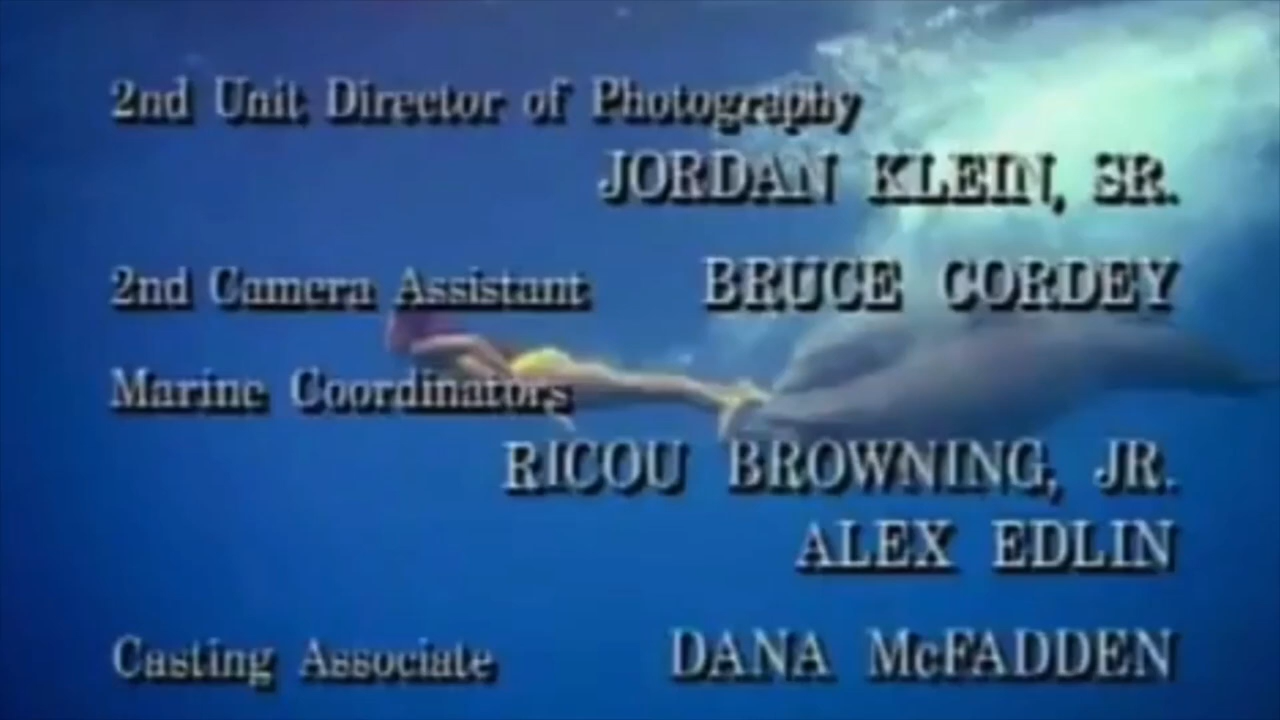 2nd Unit Director of Photography
JORDAN KLEIN, SR.
2nd Camera Assistant BRUCE CORDEY
Marine Coordinators
RICOU BROWNING, JR.
ALEX EDLIN
Casting Associate DANA McFADDEN